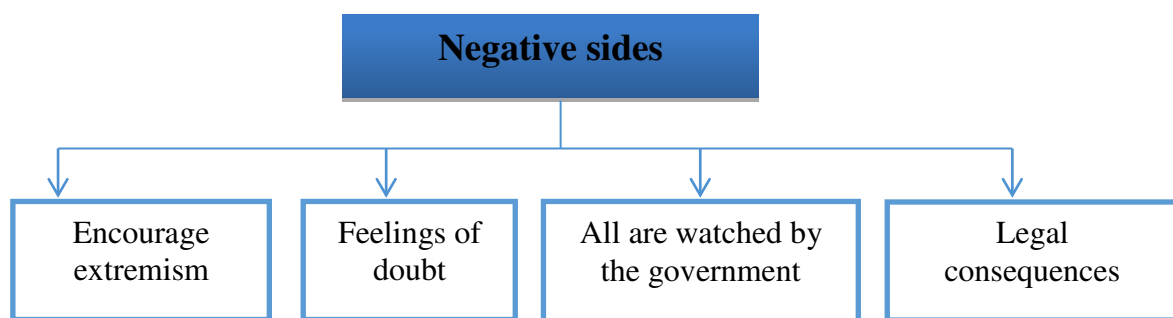 Negative sides
Encourage
extremism
Feelings of
doubt
All are watched by
the government
Legal
consequences